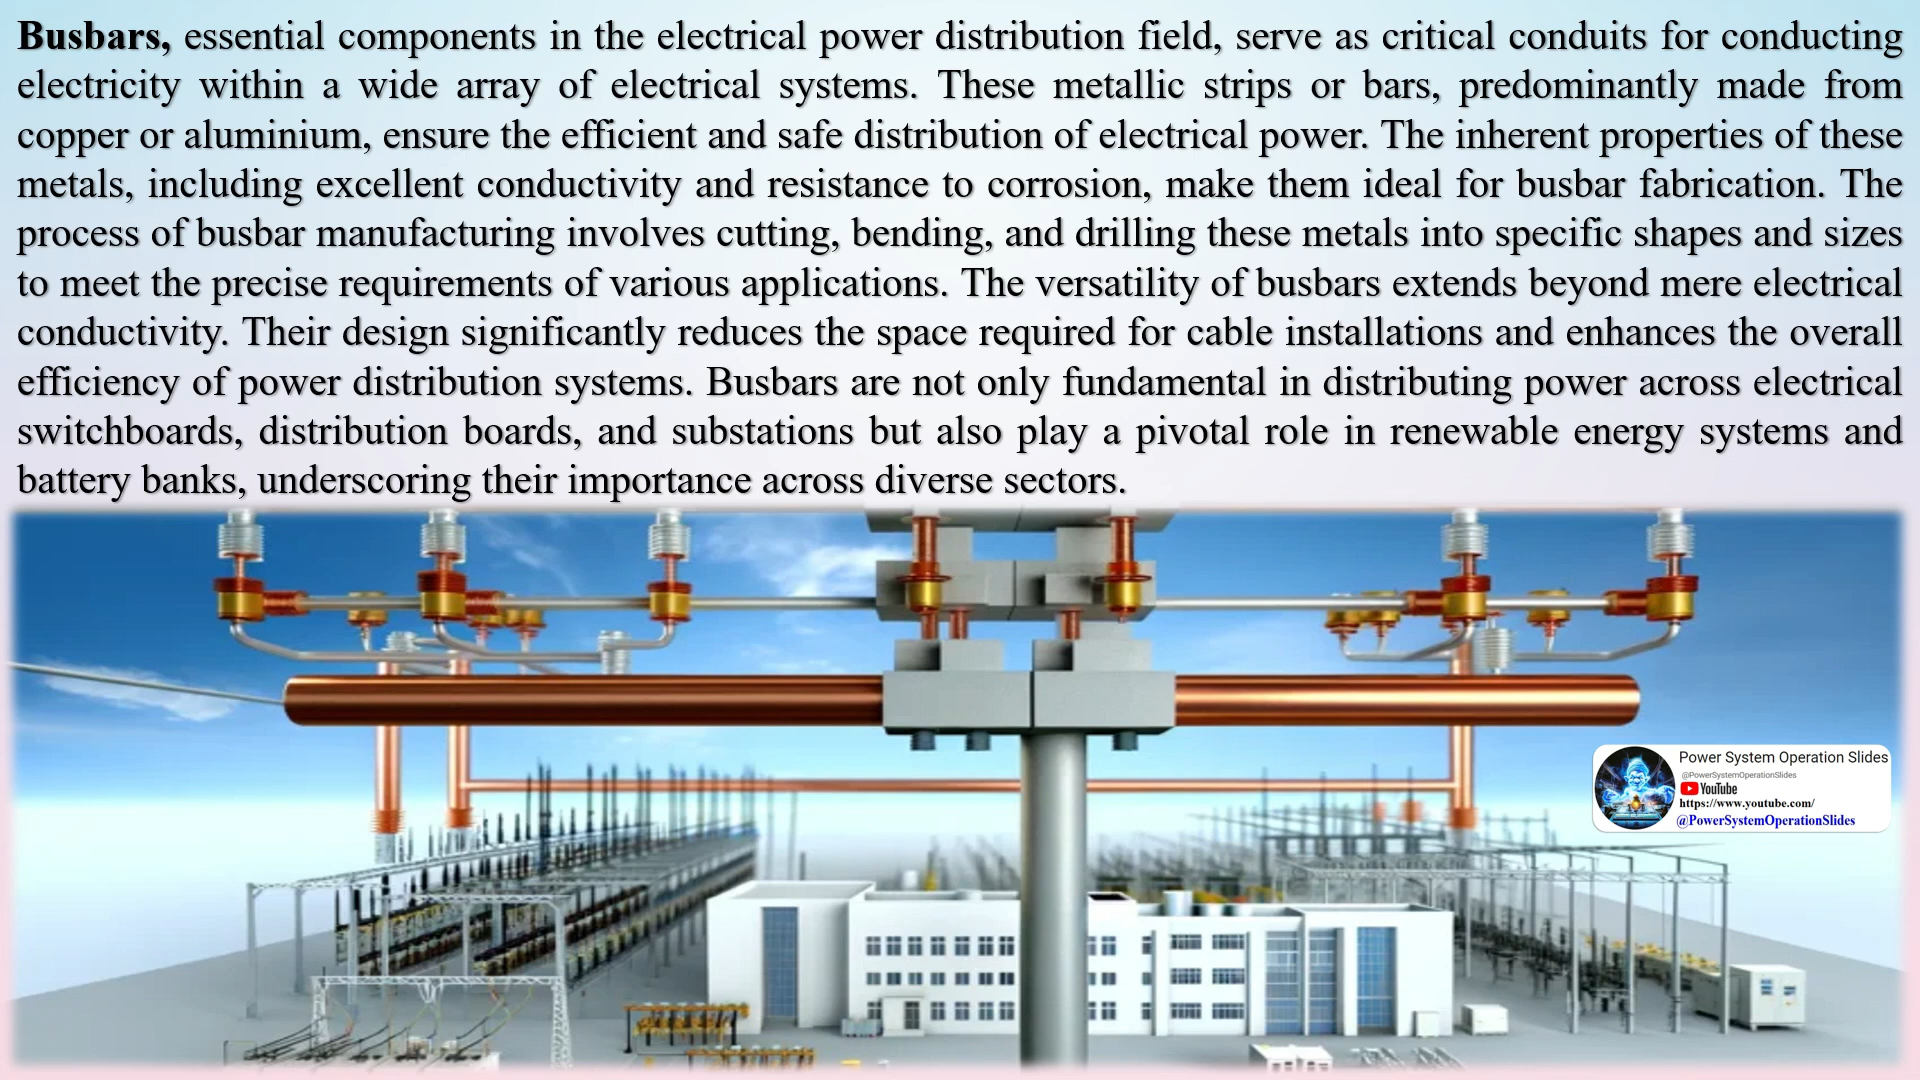 Busbars, essential components in the electrical power distribution field, serve as critical conduits for conducting
electricity within a wide array of electrical systems. These metallic strips or bars, predominantly made from
copper or aluminium, ensure the efficient and safe distribution of electrical power. The inherent properties of these
metals, including excellent conductivity and resistance to corrosion, make them ideal for busbar fabrication. The
process of busbar manufacturing involves cutting, bending, and drilling these metals into specific shapes and sizes
to meet the precise requirements of various applications. The versatility of busbars extends beyond mere electrical
conductivity. Their design significantly reduces the space required for cable installations and enhances the overall
efficiency of power distribution systems. Busbars are not only fundamental in distributing power across electrical
switchboards, distribution boards, and substations but also play a pivotal role in renewable energy systems and
battery banks, underscoring their importance across diverse sectors.
Power System Operation Slides
@PowerSystemOperationSlides
YouTube
https://www.youtube.com/
@PowerSystemOperationSlides